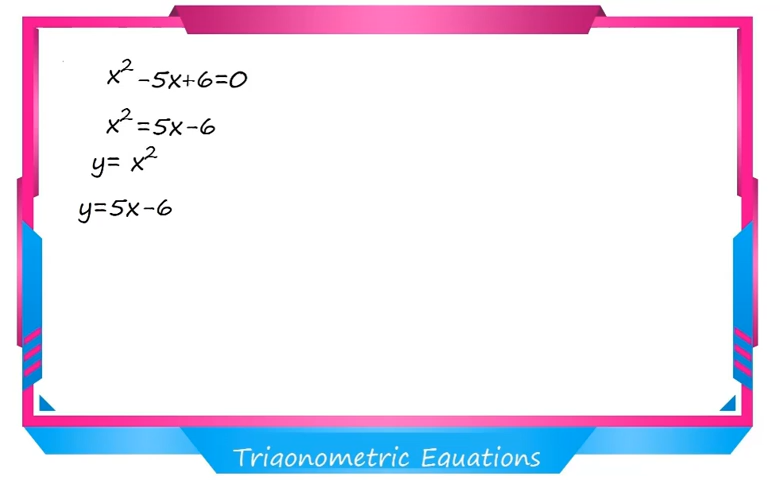 x²-5x+6=0
x²=5x-6
y= x²
y=5x-6
Trigonometric Equations